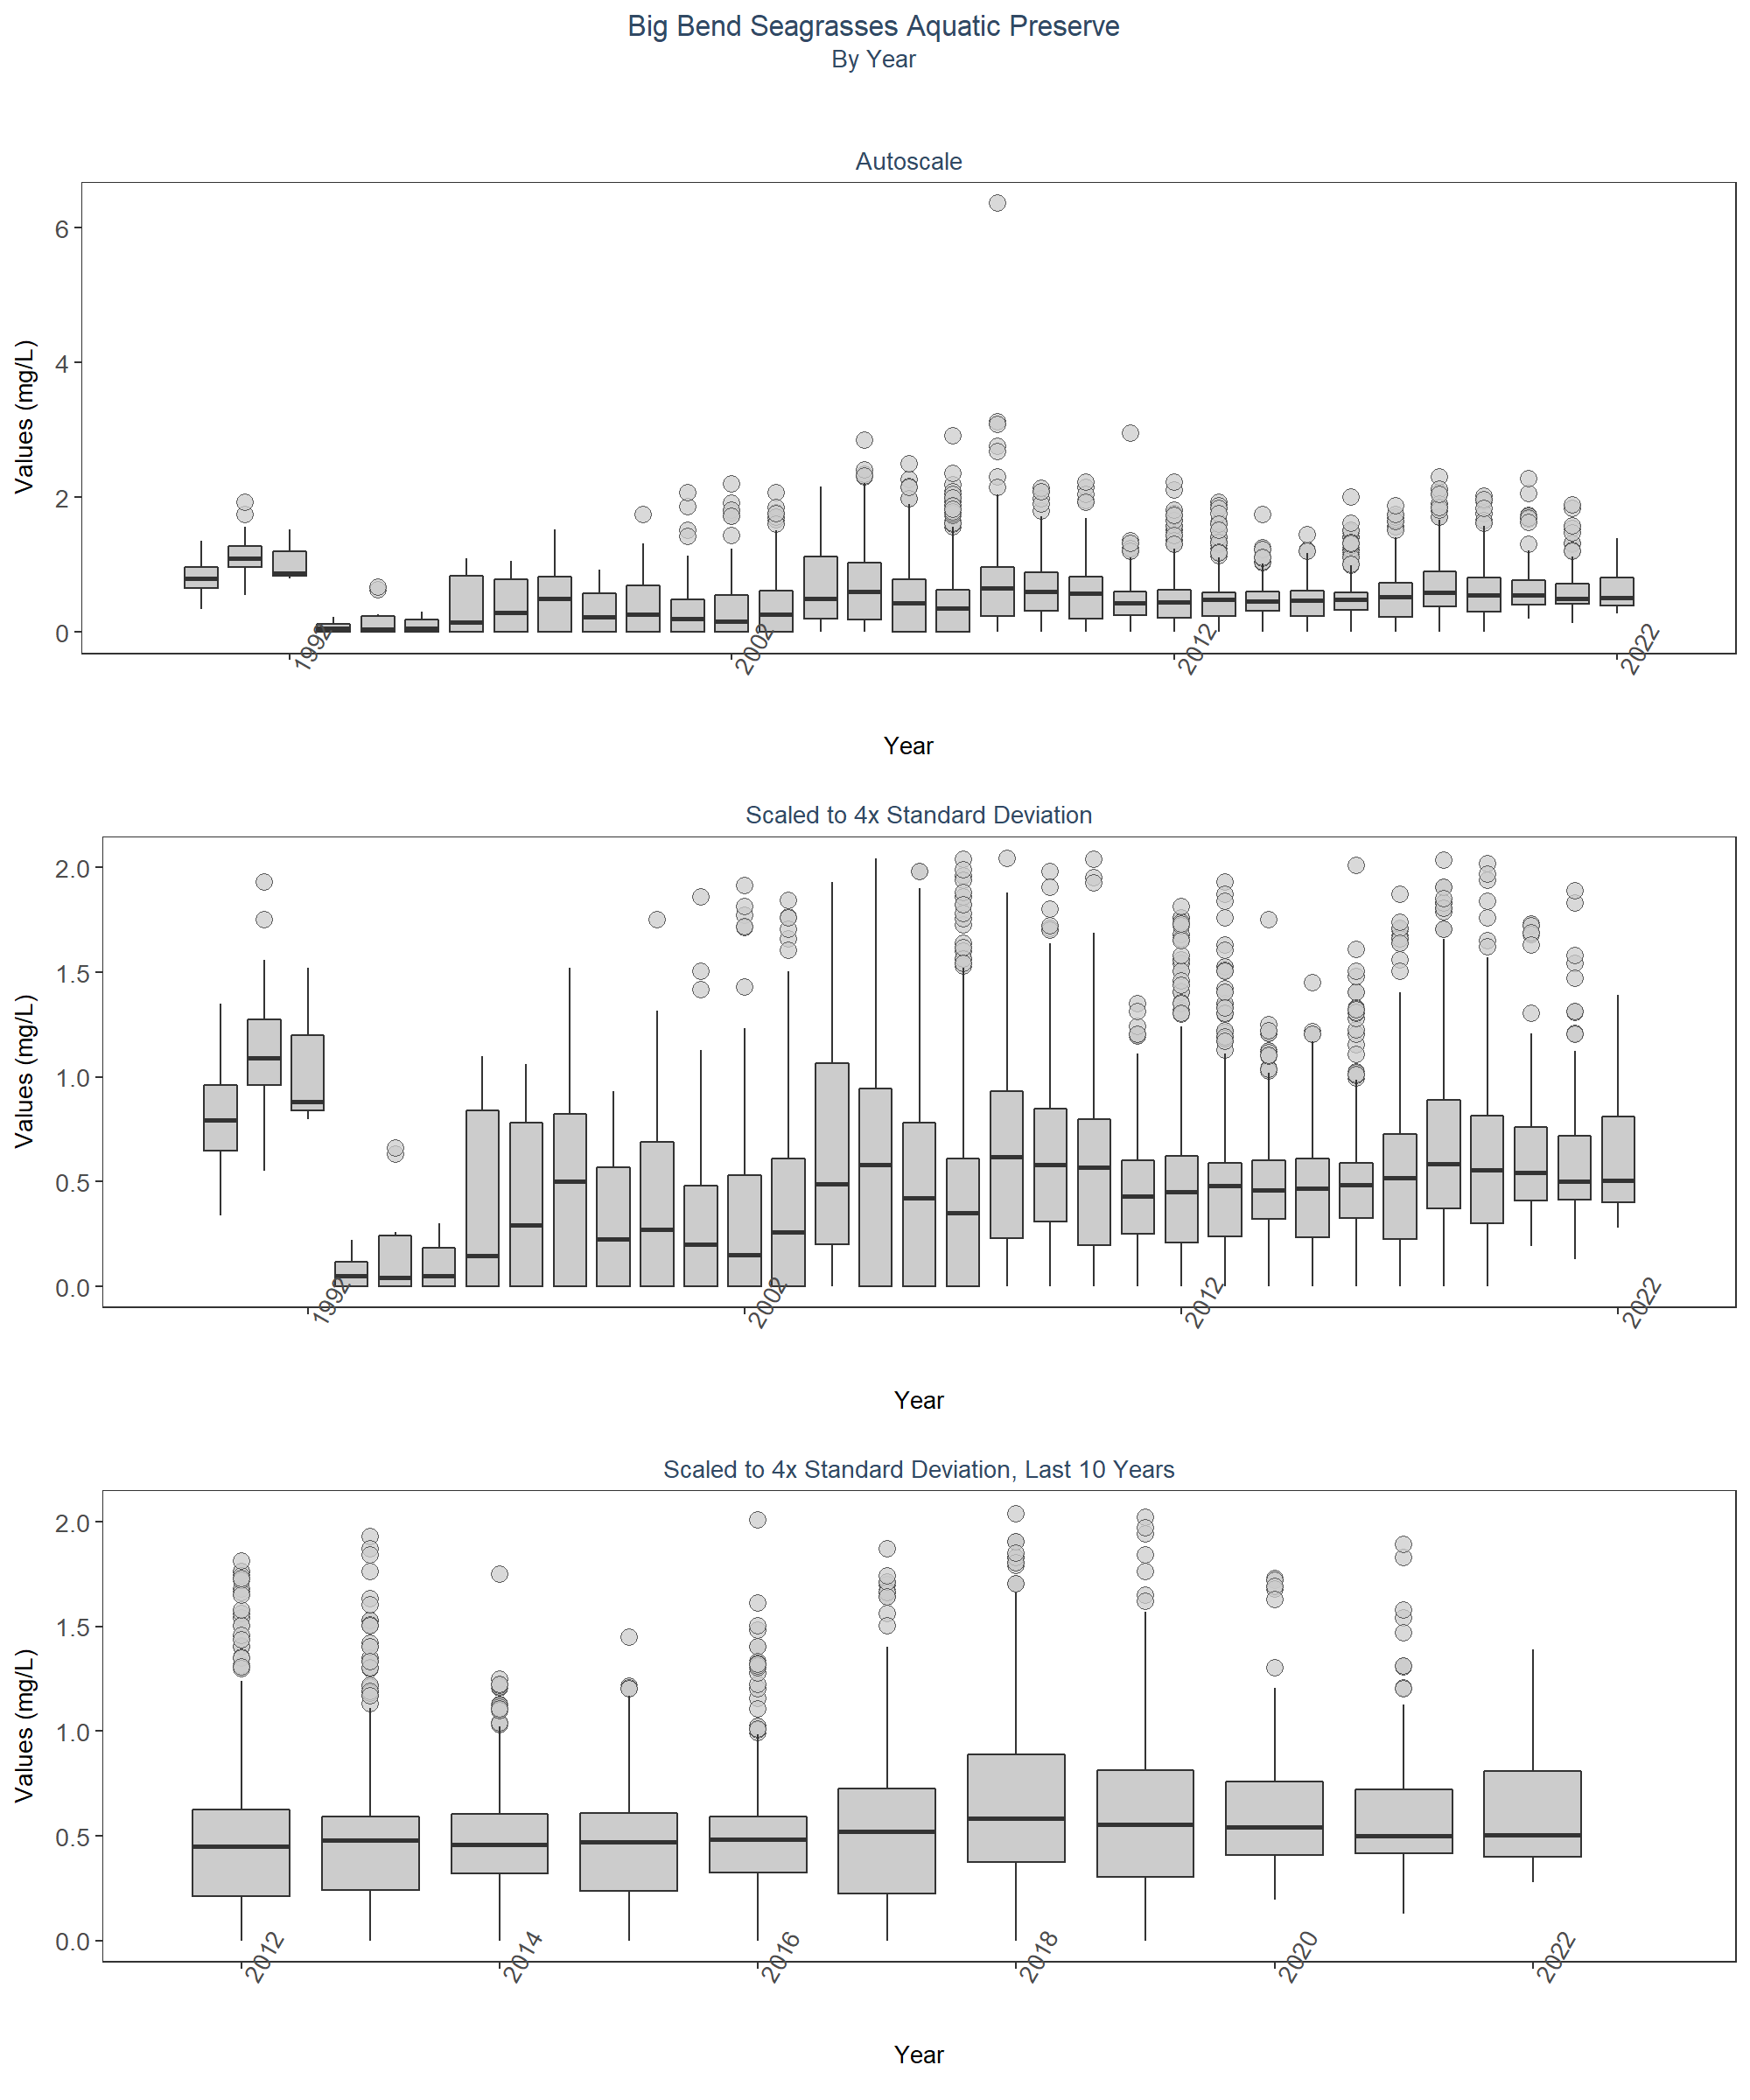 Big Bend Seagrasses Aquatic Preserve
By Year
Autoscale
Values (mg/L)
6
4
2
0
1992
2002
2012
2022
Year
Scaled to 4x Standard Deviation
Values (mg/L)
2.0
1.5
1.0
0.5
0.0
1992
2002
2012
2022
Year
Scaled to 4x Standard Deviation, Last 10 Years
Values (mg/L)
2.0
1.5
1.0
0.5
0.0
2012
2014
2016
2018
2020
2022
Year